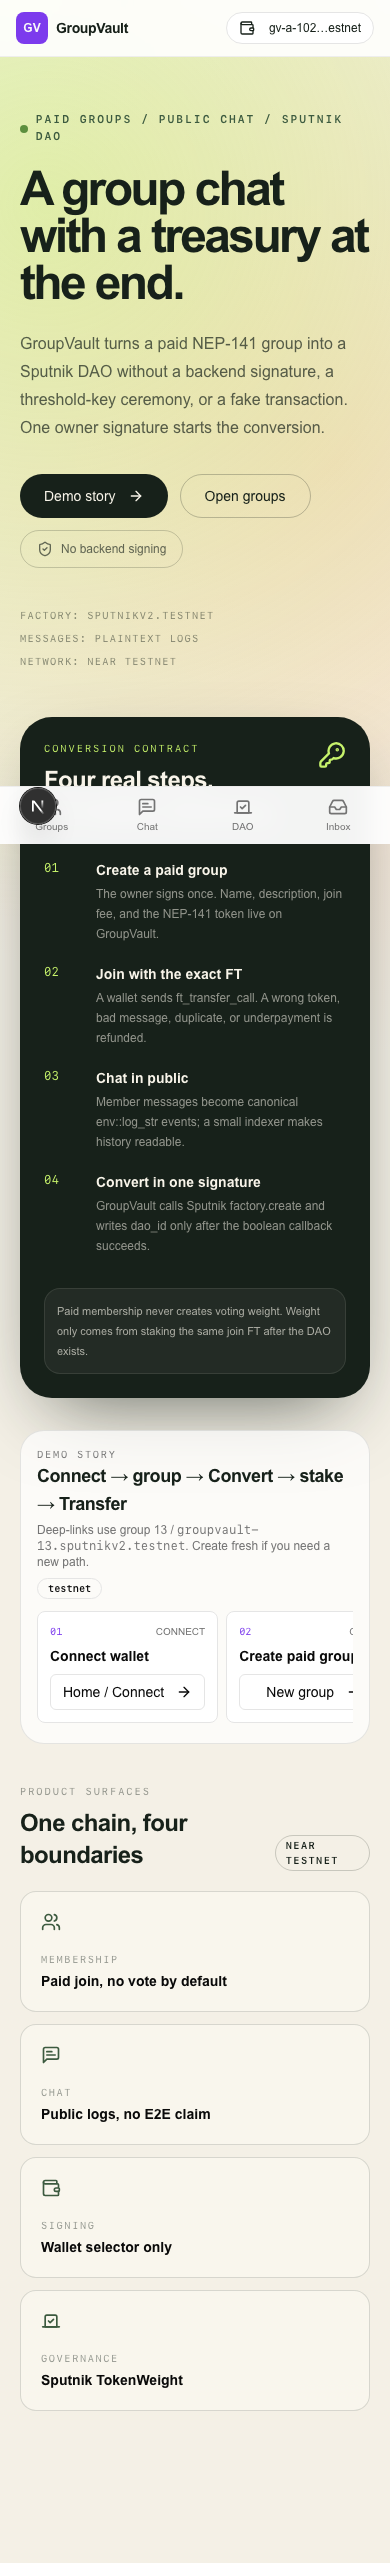 GV GroupVault
gv-a-102...estnet
PAID GROUPS / PUBLIC CHAT / SPUTNIK
DAO
A group chat
with a treasury at
the end.
GroupVault turns a paid NEP-141 group into a
Sputnik DAO without a backend signature, a
threshold-key ceremony, or a fake transaction.
One owner signature starts the conversion.
Demo story →
Open groups
No backend signing
FACTORY: SPUTNIKV2.TESTNET
MESSAGES: PLAINTEXT LOGS
NETWORK: NEAR TESTNET
CONVERSION CONTRACT
Four real steps.
N
Groups
Chat
DAO
Inbox
01
Create a paid group
The owner signs once. Name, description, join
fee, and the NEP-141 token live on
GroupVault.
02
Join with the exact FT
A wallet sends ft_transfer_call. A wrong token,
bad message, duplicate, or underpayment is
refunded.
03
Chat in public
Member messages become canonical
env::log_str events; a small indexer makes
history readable.
04
Convert in one signature
GroupVault calls Sputnik factory.create and
writes dao_id only after the boolean callback
succeeds.
Paid membership never creates voting weight. Weight
only comes from staking the same join FT after the DAO
exists.
DEMO STORY
Connect → group → Convert → stake
→ Transfer
Deep-links use group 13 / groupvault-
13.sputnikv2.testnet. Create fresh if you need a
new path.
testnet
01
CONNECT
Connect wallet
Home / Connect →
02
Create paid group
New group
PRODUCT SURFACES
One chain, four
boundaries
NEAR
TESTNET
MEMBERSHIP
Paid join, no vote by default
CHAT
Public logs, no E2E claim
SIGNING
Wallet selector only
GOVERNANCE
Sputnik TokenWeight